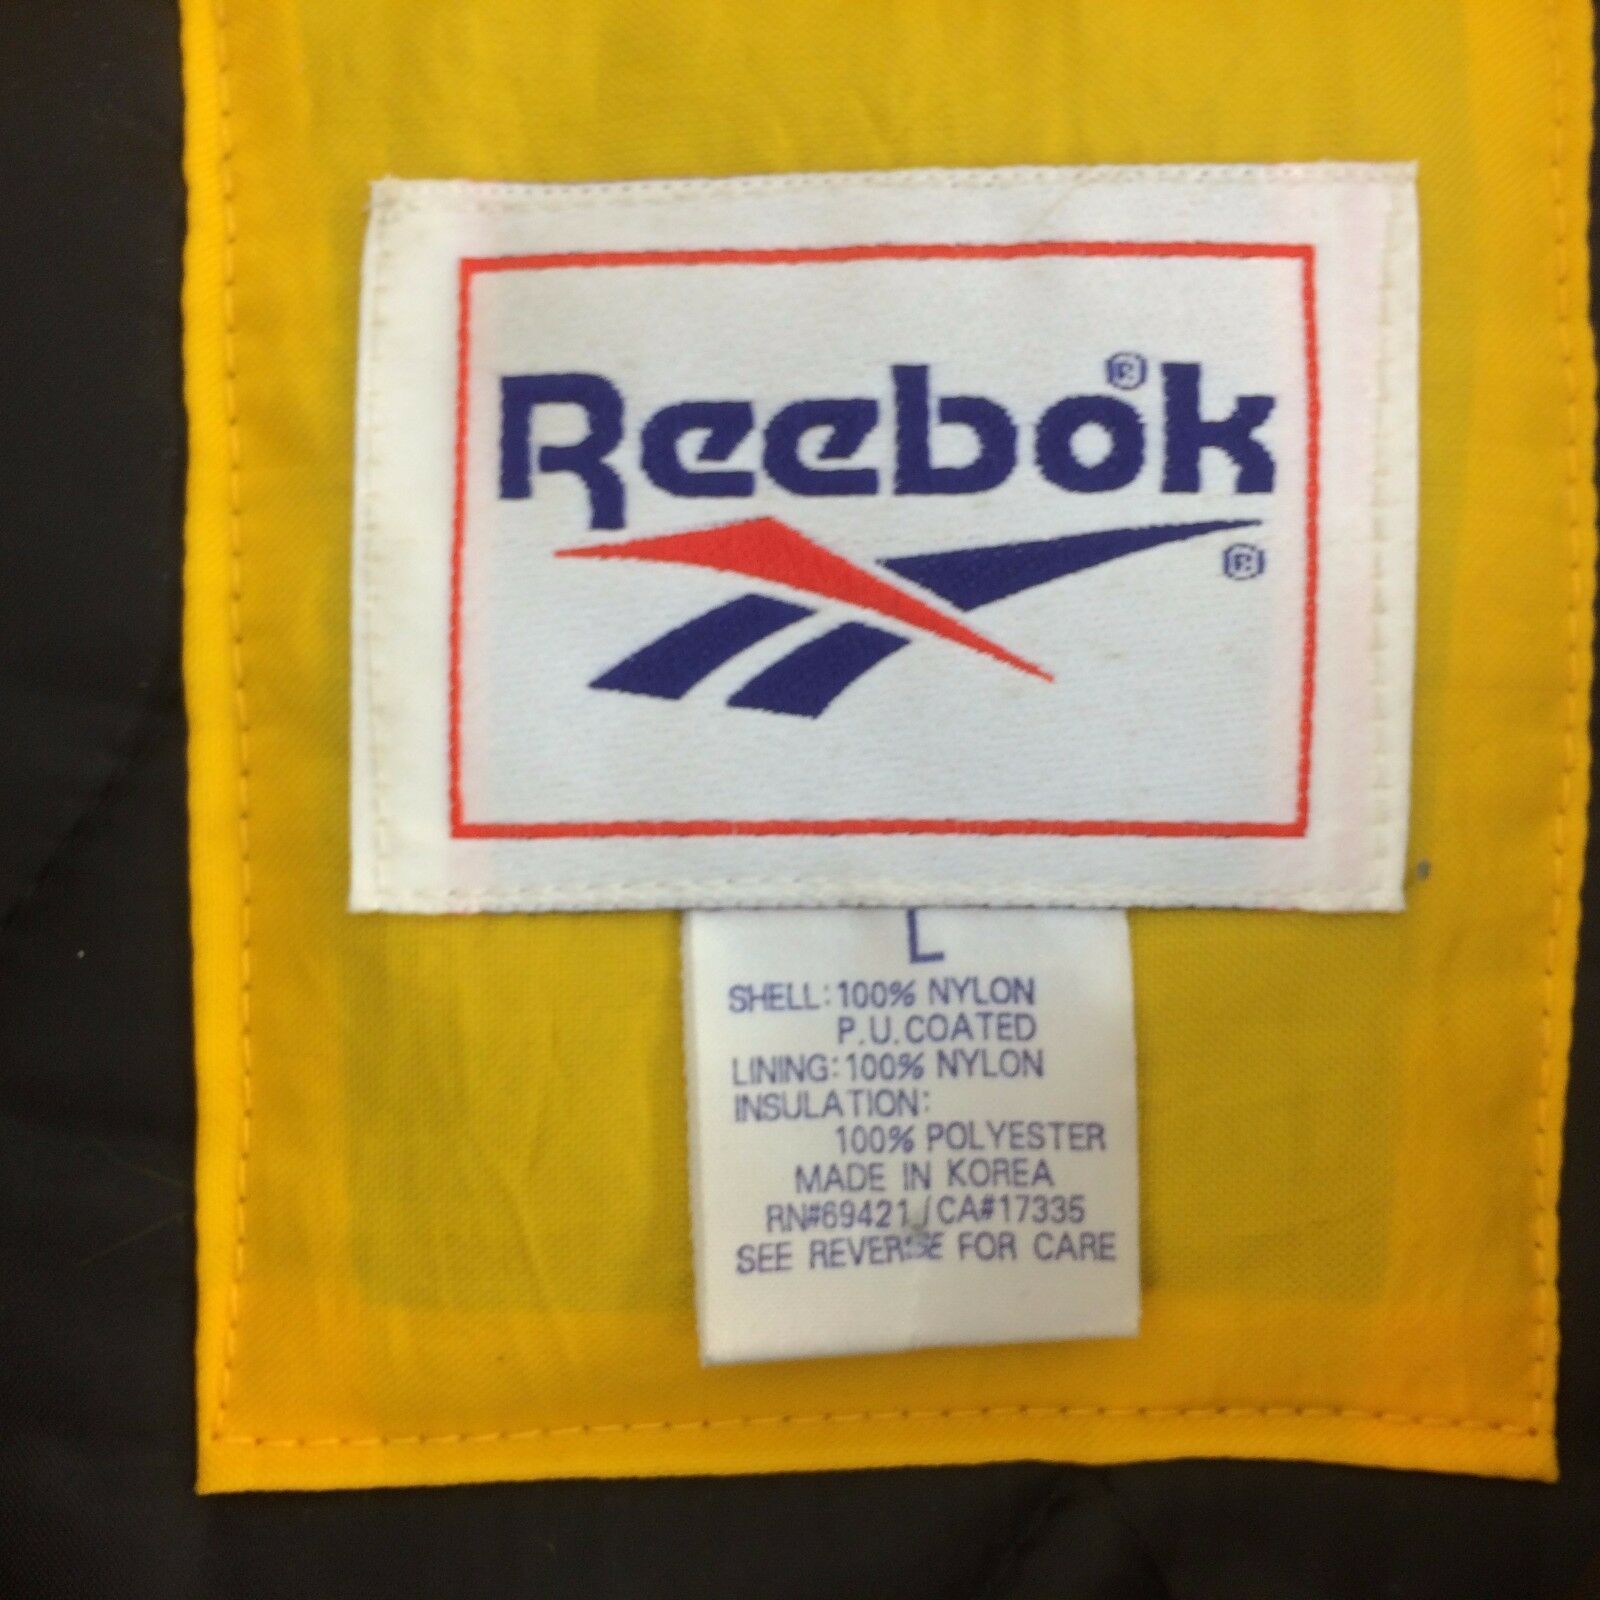 Reebok®
®
L
SHELL:100% NYLON
P.U.COATED
LINING:100% NYLON
INSULATION:
100% POLYESTER
MADE IN KOREA
RN#69421/CA#17335
SEE REVERSE FOR CARE